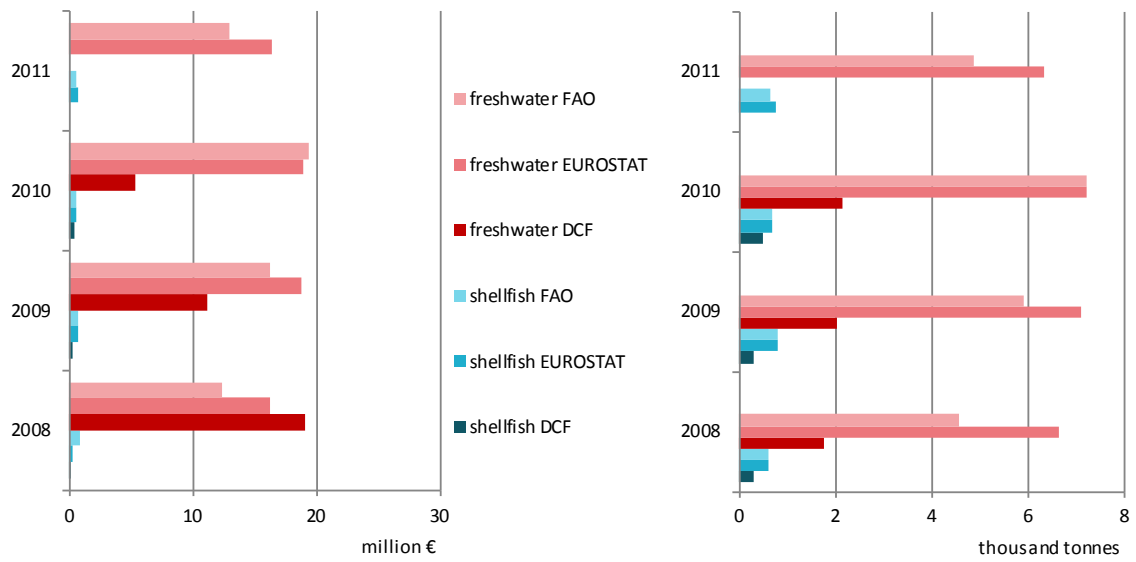 2011
2010
2009
2008
0 10 20 30
million €
freshwater FAO
freshwater EUROSTAT
freshwater DCF
shellfish FAO
shellfish EUROSTAT
shellfish DCF
2011
2010
2009
2008
0 2 4 6 8
thousand tonnes